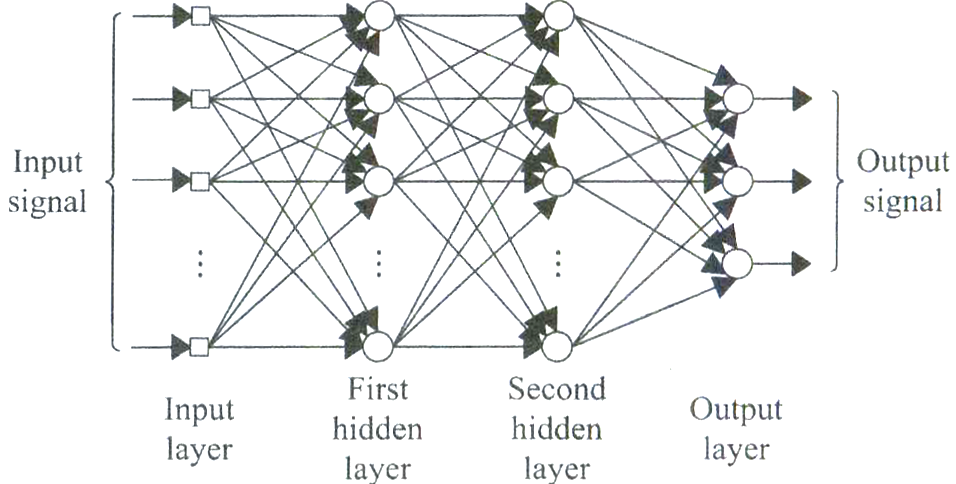 Input
signal
Output
signal
Input
layer
First
hidden
layer
Second
hidden
layer
Output
layer